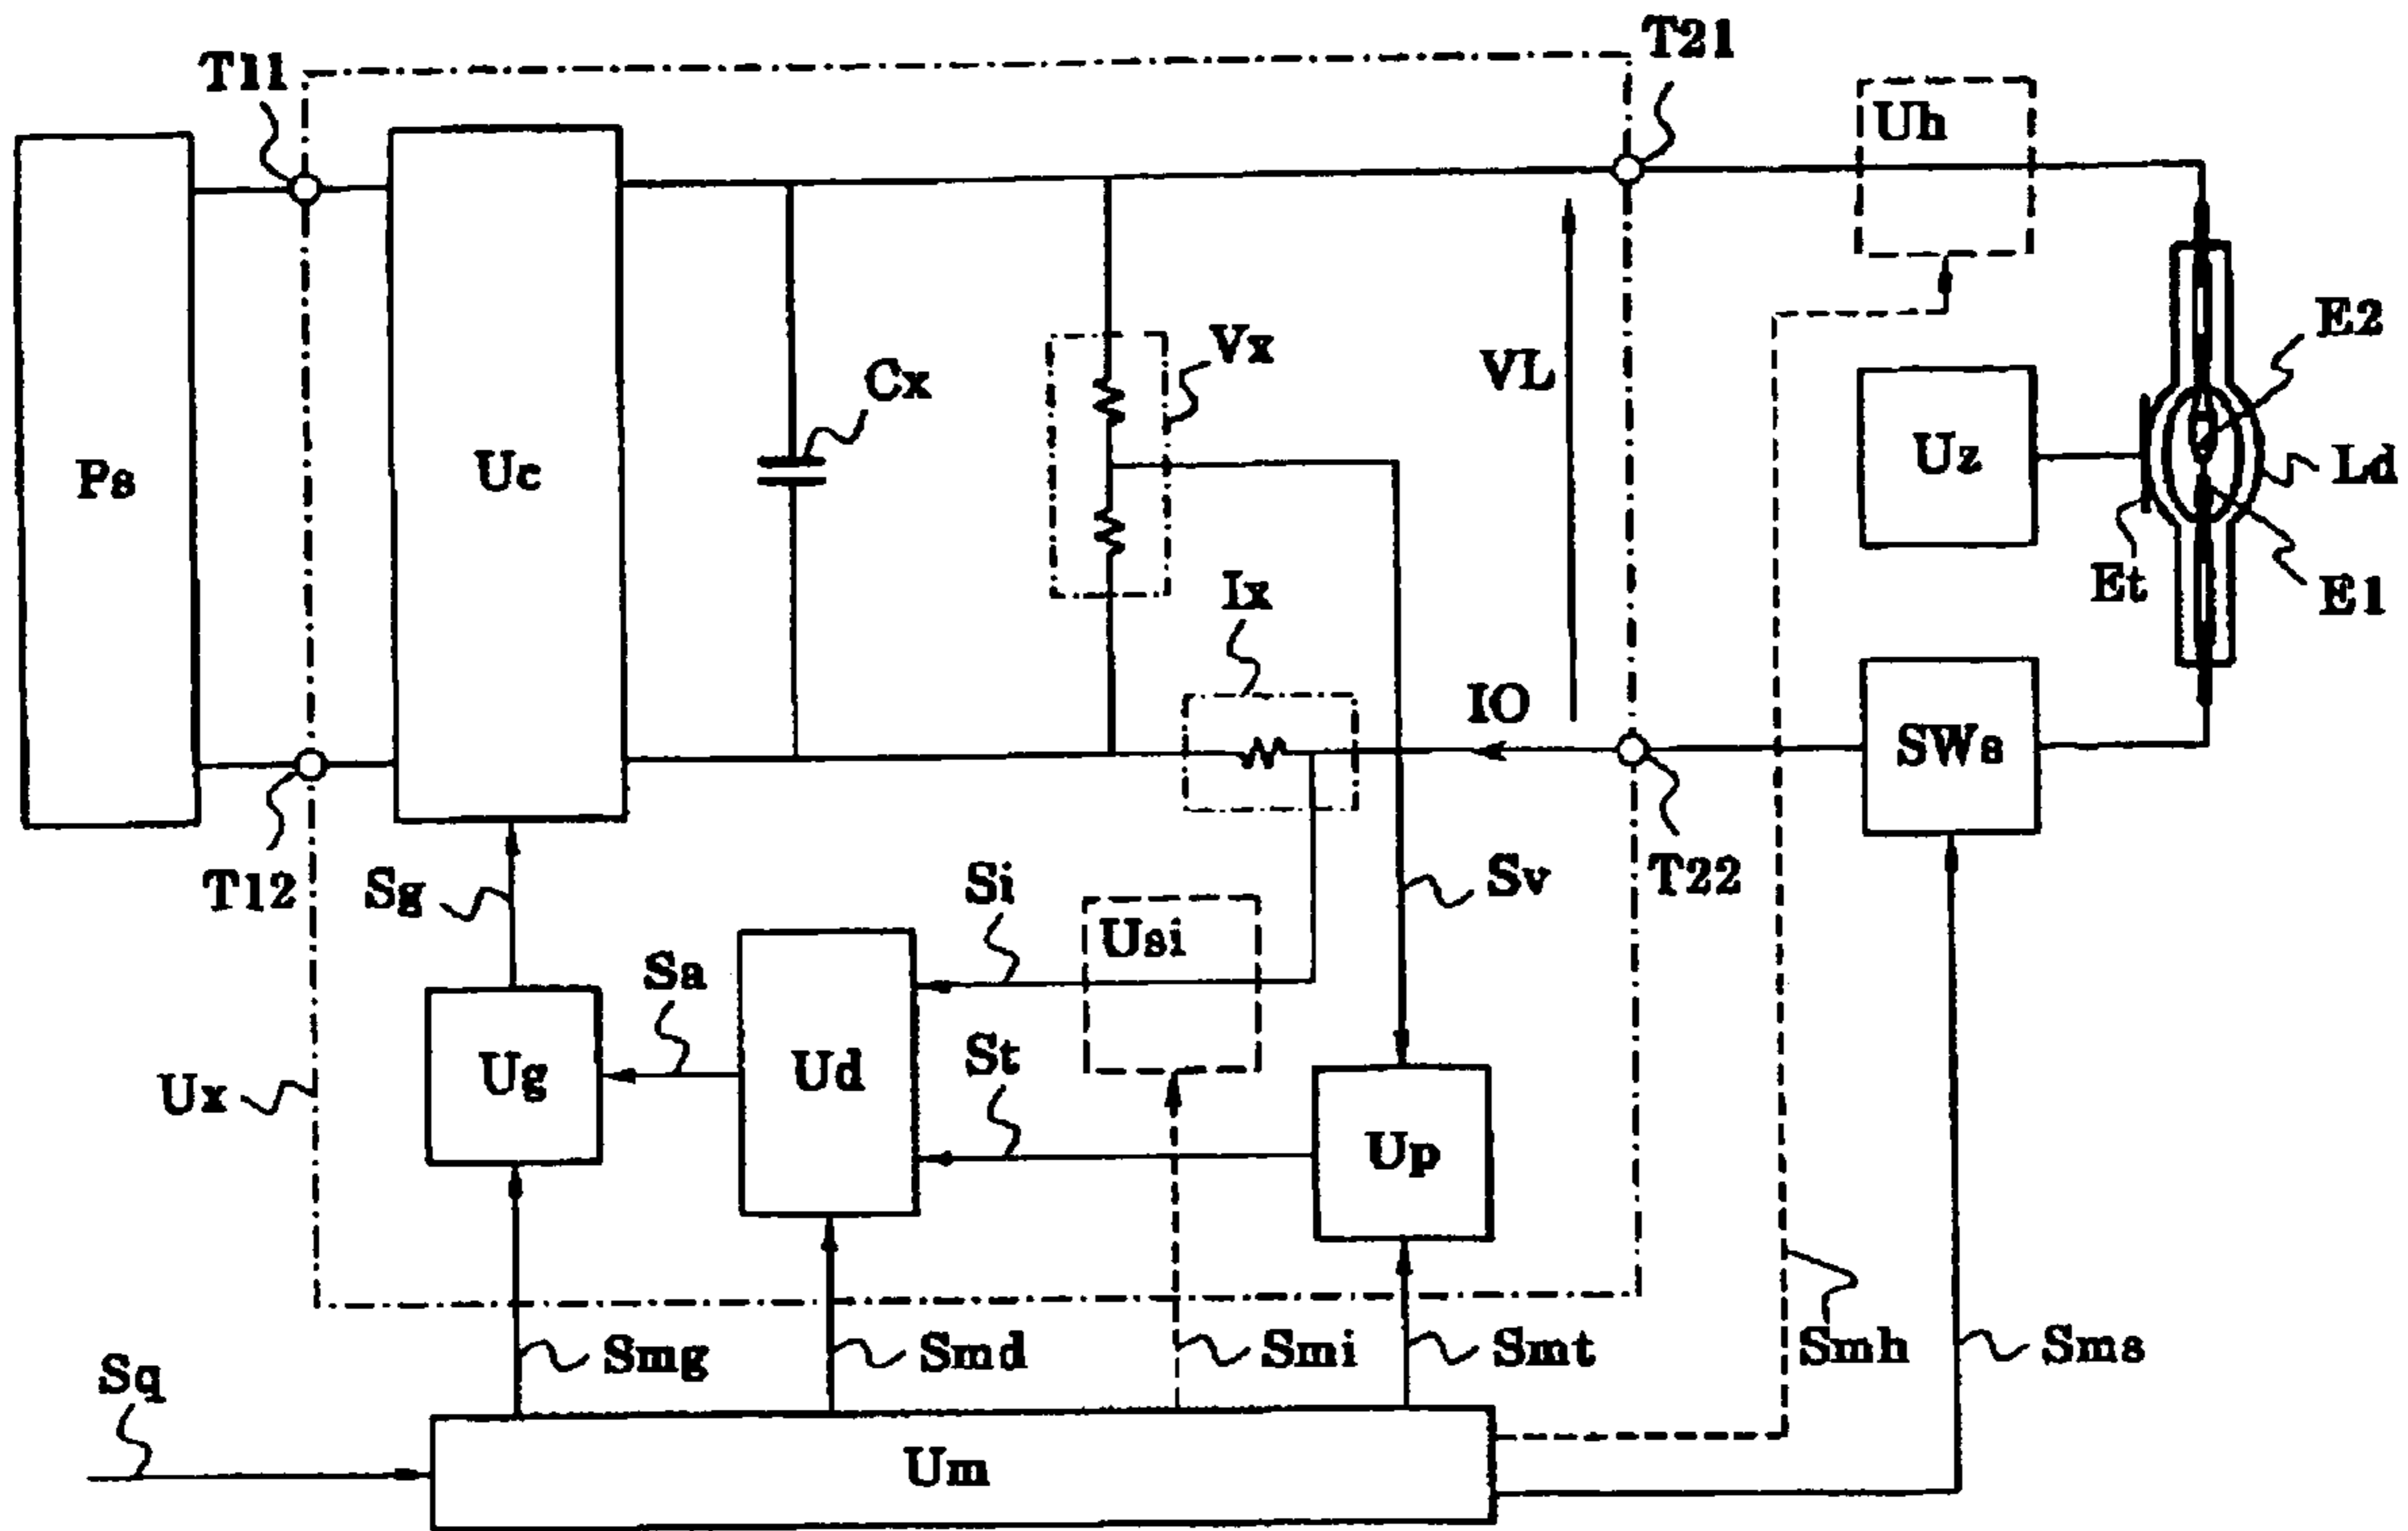 T21
T11
Uh
E2
Vx
VL
Cx
Ps
Uc
Uz
Ld
Et
E1
Ix
IO
SWs
T12
Sg
Si
Sv
T22
Usi
Sa
Ug
Ud
St
Ux
Up
Smg
Smd
Smi
Smt
Smh
Sms
Sq
Um